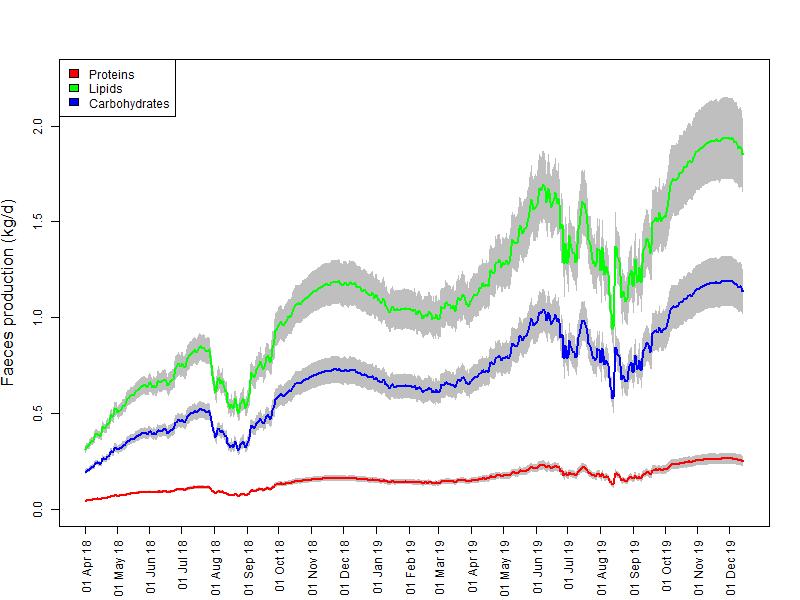 Proteins
Lipids
Carbohydrates
Faeces production (kg/d)
2.0
1.5
1.0
0.5
0.0
01 Apr 18
01 May 18
01 Jun 18
01 Jul 18
01 Aug 18
01 Sep 18
01 Oct 18
01 Nov 18
01 Dec 18
01 Jan 19
01 Feb 19
01 Mar 19
01 Apr 19
01 May 19
01 Jun 19
01 Jul 19
01 Aug 19
01 Sep 19
01 Oct 19
01 Nov 19
01 Dec 19